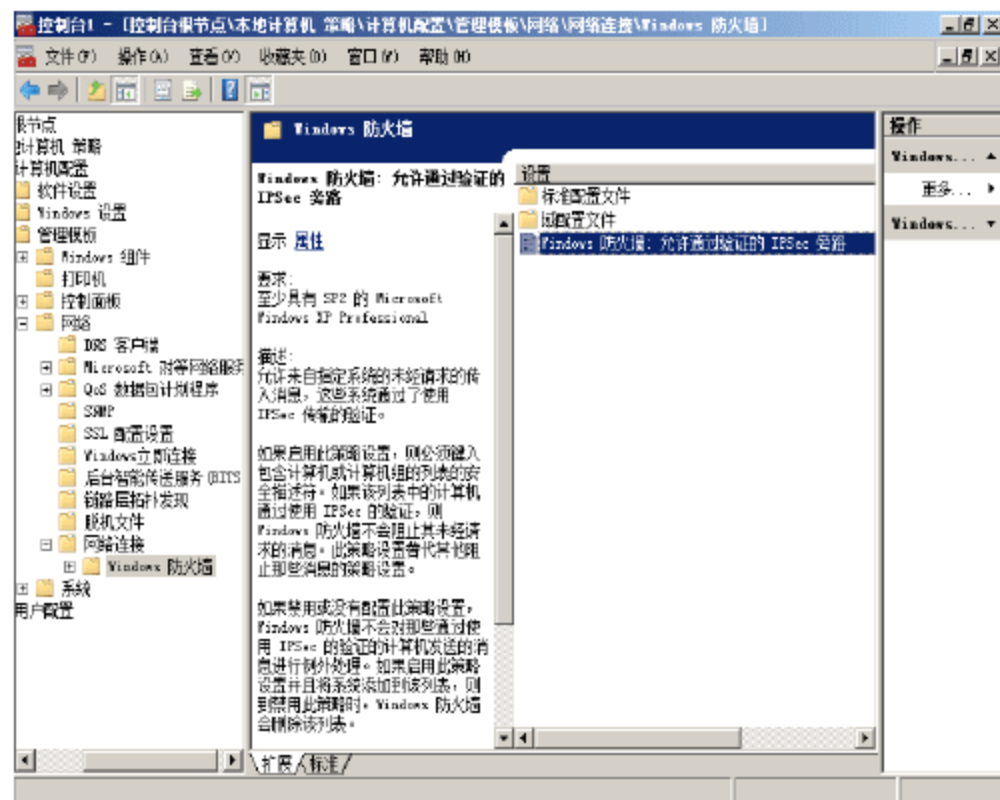 控制台1 - [控制台根节点\本地计算机 策略\计算机配置\管理模板\网络\网络连接\Windows 防火墙]
文件(F) 操作(A) 查看(V) 收藏夹(O) 窗口(W) 帮助(H)
根节点
计算机 策略
计算机配置
软件设置
Windows 设置
管理模板
Windows 组件
打印机
控制面板
网络
DNS 客户端
Microsoft 对等网络服务
QoS 数据包计划程序
SNMP
SSL 配置设置
Windows立即连接
后台智能传送服务(BITS
链路层拓扑发现
脱机文件
网络连接
Windows 防火墙
系统
用户配置
Windows 防火墙
Windows 防火墙: 允许通过验证的
IPSec 旁路
显示 属性
要求:
至少具有 SP2 的 Microsoft
Windows XP Professional
描述:
允许来自指定系统的未经请求的传
入消息，这些系统通过了使用
IPSec 传输的验证。
如果启用此策略设置，则必须键入
包含计算机或计算机组的列表的安
全描述符。如果该列表中的计算机
通过使用 IPSec 的验证，则
Windows 防火墙不会阻止其未经请
求的消息。此策略设置替代其他阻
止那些消息的策略设置。
如果禁用或没有配置此策略设置，
Windows 防火墙不会对那些通过使
用 IPSec 的验证的计算机发送的消
息进行例外处理。如果启用此策略
设置并且将系统添加到该列表，则
到禁用此策略时，Windows 防火墙
会删除该列表。
设置
标准配置文件
域配置文件
Windows 防火墙: 允许通过验证的 IPSec 旁路
扩展 标准
操作
Windows...
更多...
Windows...